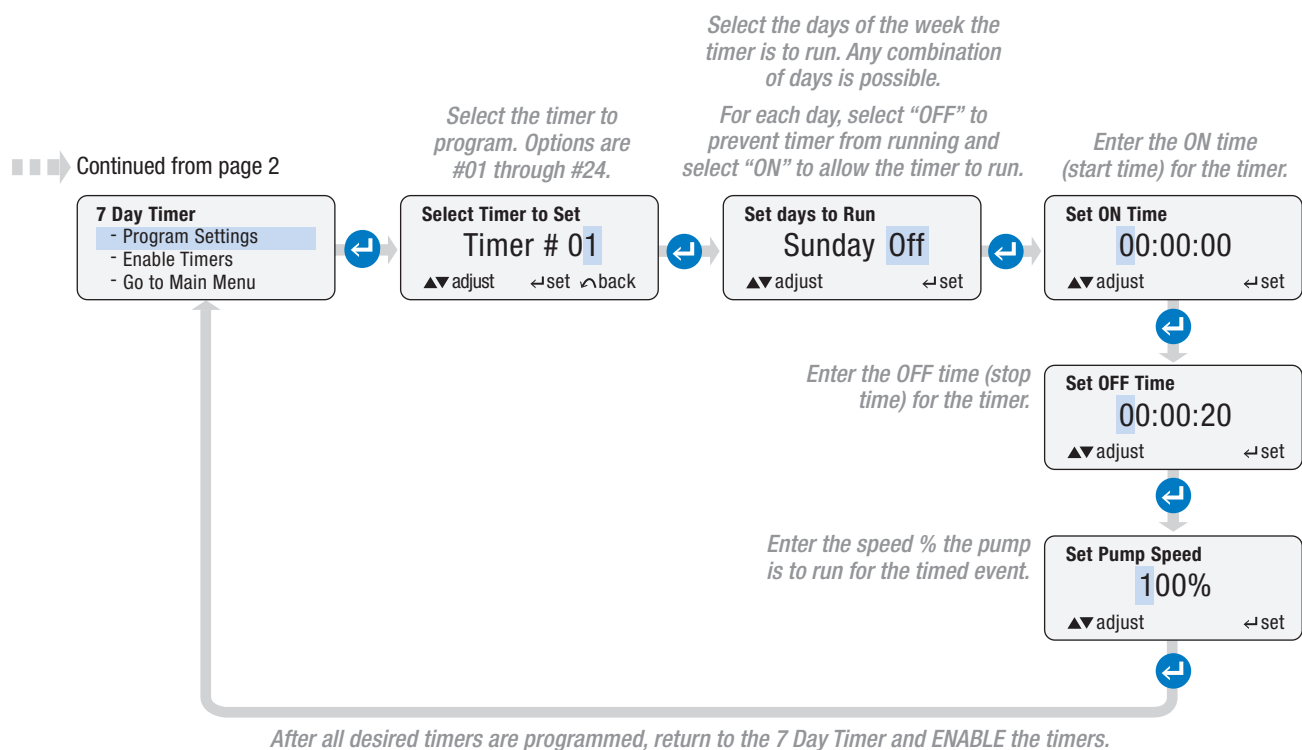 Select the days of the week the
timer is to run. Any combination
of days is possible.
Select the timer to
program. Options are
#01 through #24.
For each day, select “OFF” to
prevent timer from running and
select “ON” to allow the timer to run.
Enter the ON time
(start time) for the timer.
Continued from page 2
7 Day Timer
- Program Settings
- Enable Timers
- Go to Main Menu
Select Timer to Set
Timer # 01
▲▼ adjust ↵ set ↶ back
Set days to Run
Sunday Off
▲▼ adjust ↵ set
Set ON Time
00:00:00
▲▼ adjust ↵ set
Enter the OFF time (stop
time) for the timer.
Set OFF Time
00:00:20
▲▼ adjust ↵ set
Enter the speed % the pump
is to run for the timed event.
Set Pump Speed
100%
▲▼ adjust ↵ set
After all desired timers are programmed, return to the 7 Day Timer and ENABLE the timers.